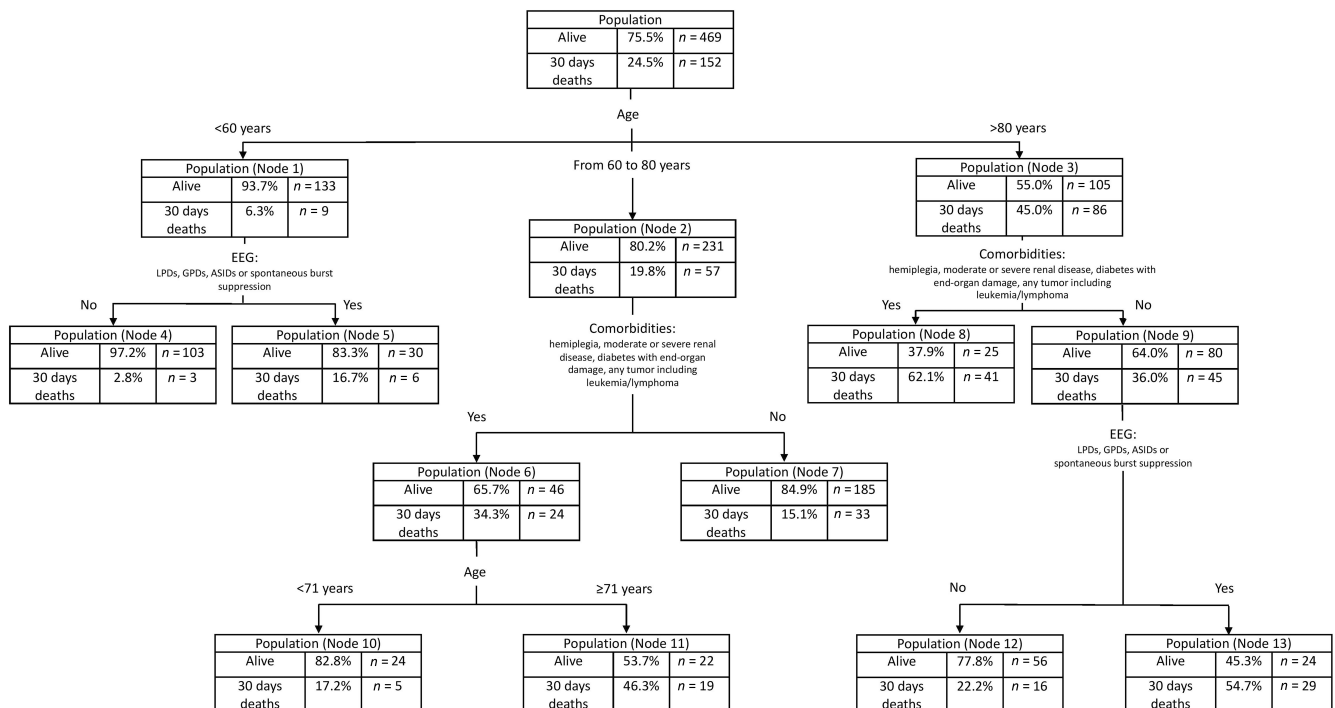 Population
Alive 75.5% n = 469
30 days deaths 24.5% n = 152
Age
<60 years
From 60 to 80 years
>80 years
Population (Node 1)
Alive 93.7% n = 133
30 days deaths 6.3% n = 9
Population (Node 2)
Alive 80.2% n = 231
30 days deaths 19.8% n = 57
Population (Node 3)
Alive 55.0% n = 105
30 days deaths 45.0% n = 86
EEG:
LPDs, GPDs, ASIDs or spontaneous burst
suppression
No
Yes
Population (Node 4)
Alive 97.2% n = 103
30 days deaths 2.8% n = 3
Population (Node 5)
Alive 83.3% n = 30
30 days deaths 16.7% n = 6
Comorbidities:
hemiplegia, moderate or severe renal
disease, diabetes with end-organ
damage, any tumor including
leukemia/lymphoma
Yes
No
Comorbidities:
hemiplegia, moderate or severe renal disease, diabetes with
end-organ damage, any tumor including
leukemia/lymphoma
Yes
No
Population (Node 8)
Alive 37.9% n = 25
30 days deaths 62.1% n = 41
Population (Node 9)
Alive 64.0% n = 80
30 days deaths 36.0% n = 45
Population (Node 6)
Alive 65.7% n = 46
30 days deaths 34.3% n = 24
Population (Node 7)
Alive 84.9% n = 185
30 days deaths 15.1% n = 33
EEG:
LPDs, GPDs, ASIDs or
spontaneous burst suppression
Age
<71 years
≥71 years
No
Yes
Population (Node 10)
Alive 82.8% n = 24
30 days deaths 17.2% n = 5
Population (Node 11)
Alive 53.7% n = 22
30 days deaths 46.3% n = 19
Population (Node 12)
Alive 77.8% n = 56
30 days deaths 22.2% n = 16
Population (Node 13)
Alive 45.3% n = 24
30 days deaths 54.7% n = 29